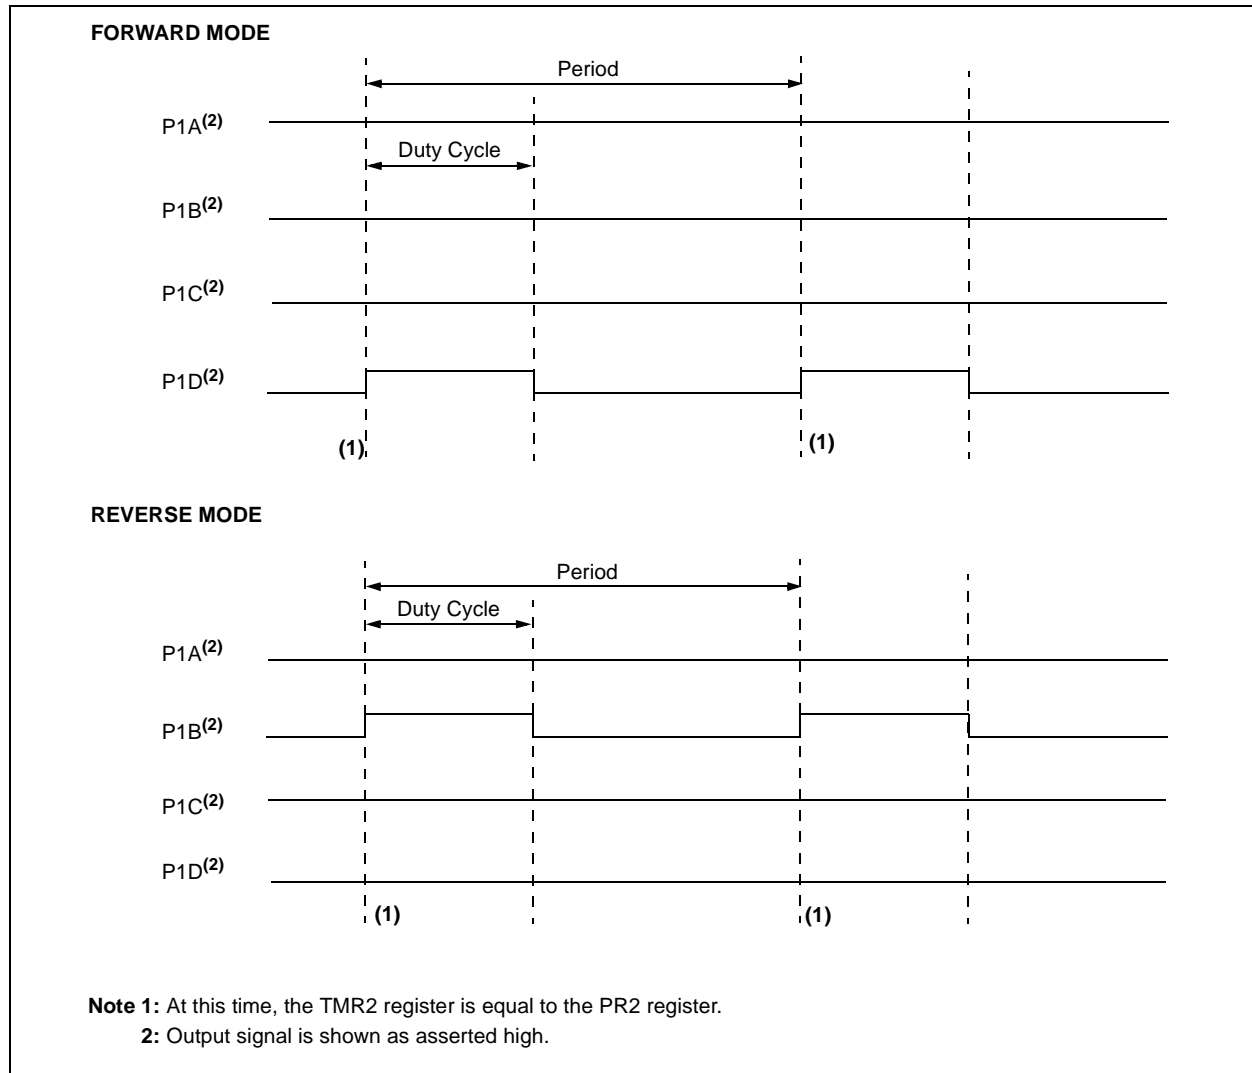 FORWARD MODE
Period
P1A(2)
Duty Cycle
P1B(2)
P1C(2)
P1D(2)
(1)
(1)
REVERSE MODE
Period
Duty Cycle
P1A(2)
P1B(2)
P1C(2)
P1D(2)
(1)
(1)
Note 1: At this time, the TMR2 register is equal to the PR2 register.
2: Output signal is shown as asserted high.